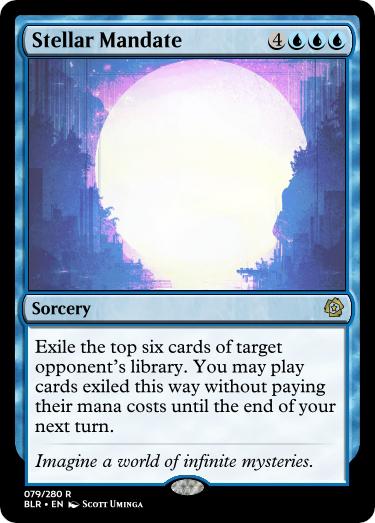 Stellar Mandate 4
Sorcery
Exile the top six cards of target
opponent's library. You may play
cards exiled this way without paying
their mana costs until the end of your
next turn.
Imagine a world of infinite mysteries.
079/280 R
BLR • EN Scott Uminga